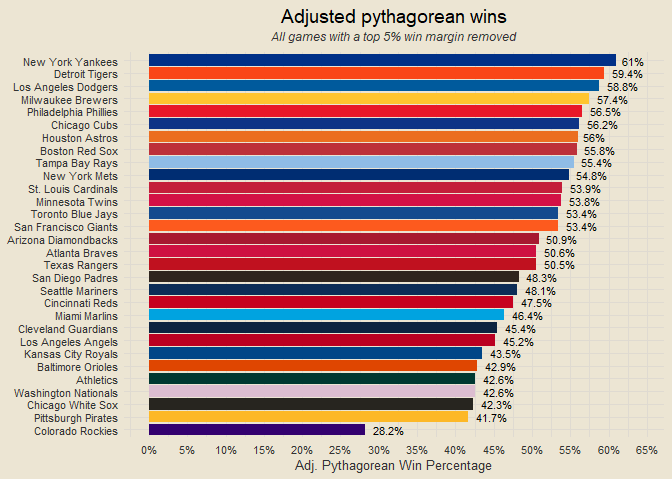 Adjusted pythagorean wins
All games with a top 5% win margin removed
New York Yankees 61%
Detroit Tigers 59.4%
Los Angeles Dodgers 58.8%
Milwaukee Brewers 57.4%
Philadelphia Phillies 56.5%
Chicago Cubs 56.2%
Houston Astros 56%
Boston Red Sox 55.8%
Tampa Bay Rays 55.4%
New York Mets 54.8%
St. Louis Cardinals 53.9%
Minnesota Twins 53.8%
Toronto Blue Jays 53.4%
San Francisco Giants 53.4%
Arizona Diamondbacks 50.9%
Atlanta Braves 50.6%
Texas Rangers 50.5%
San Diego Padres 48.3%
Seattle Mariners 48.1%
Cincinnati Reds 47.5%
Miami Marlins 46.4%
Cleveland Guardians 45.4%
Los Angeles Angels 45.2%
Kansas City Royals 43.5%
Baltimore Orioles 42.9%
Athletics 42.6%
Washington Nationals 42.6%
Chicago White Sox 42.3%
Pittsburgh Pirates 41.7%
Colorado Rockies 28.2%
0% 5% 10% 15% 20% 25% 30% 35% 40% 45% 50% 55% 60% 65%
Adj. Pythagorean Win Percentage